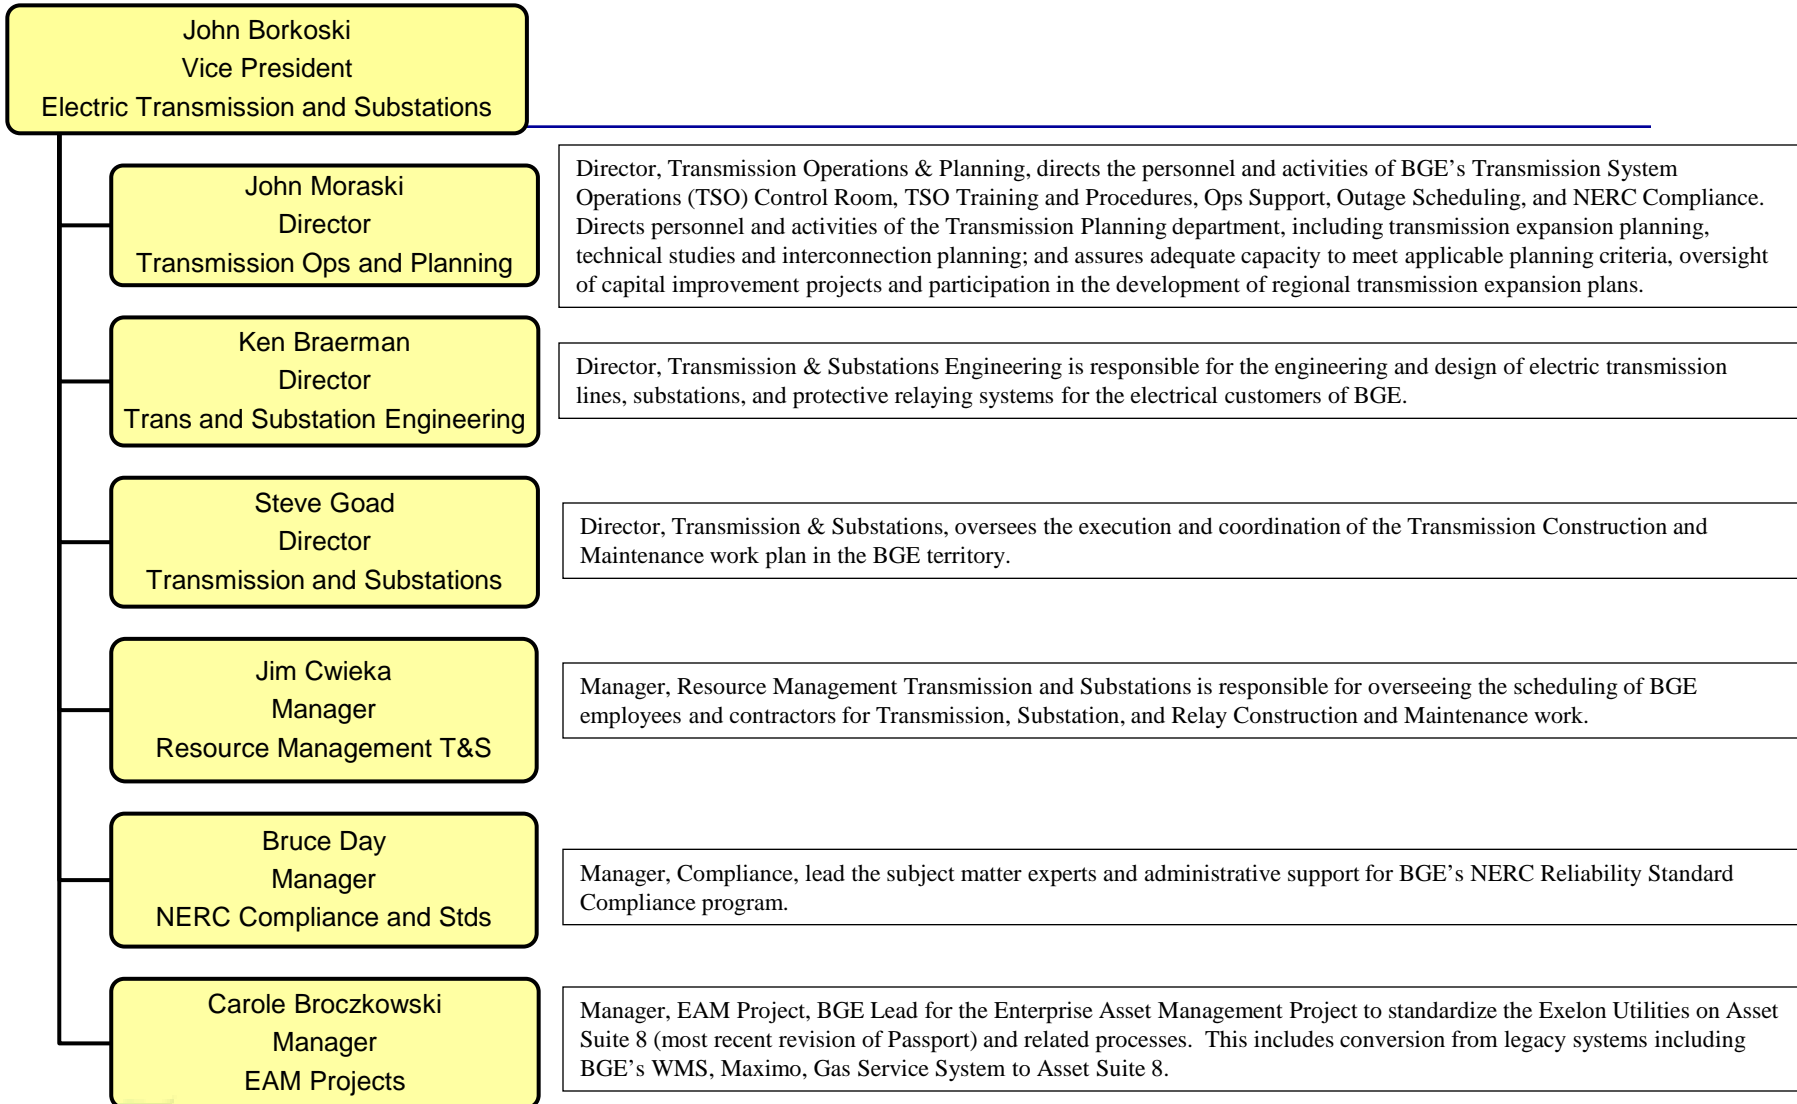 John Borkoski
Vice President
Electric Transmission and Substations
John Moraski
Director
Transmission Ops and Planning
Director, Transmission Operations & Planning, directs the personnel and activities of BGE’s Transmission System
Operations (TSO) Control Room, TSO Training and Procedures, Ops Support, Outage Scheduling, and NERC Compliance.
Directs personnel and activities of the Transmission Planning department, including transmission expansion planning,
technical studies and interconnection planning; and assures adequate capacity to meet applicable planning criteria, oversight
of capital improvement projects and participation in the development of regional transmission expansion plans.
Ken Braerman
Director
Trans and Substation Engineering
Director, Transmission & Substations Engineering is responsible for the engineering and design of electric transmission
lines, substations, and protective relaying systems for the electrical customers of BGE.
Steve Goad
Director
Transmission and Substations
Director, Transmission & Substations, oversees the execution and coordination of the Transmission Construction and
Maintenance work plan in the BGE territory.
Jim Cwieka
Manager
Resource Management T&S
Manager, Resource Management Transmission and Substations is responsible for overseeing the scheduling of BGE
employees and contractors for Transmission, Substation, and Relay Construction and Maintenance work.
Bruce Day
Manager
NERC Compliance and Stds
Manager, Compliance, lead the subject matter experts and administrative support for BGE’s NERC Reliability Standard
Compliance program.
Carole Broczkowski
Manager
EAM Projects
Manager, EAM Project, BGE Lead for the Enterprise Asset Management Project to standardize the Exelon Utilities on Asset
Suite 8 (most recent revision of Passport) and related processes.  This includes conversion from legacy systems including
BGE’s WMS, Maximo, Gas Service System to Asset Suite 8.